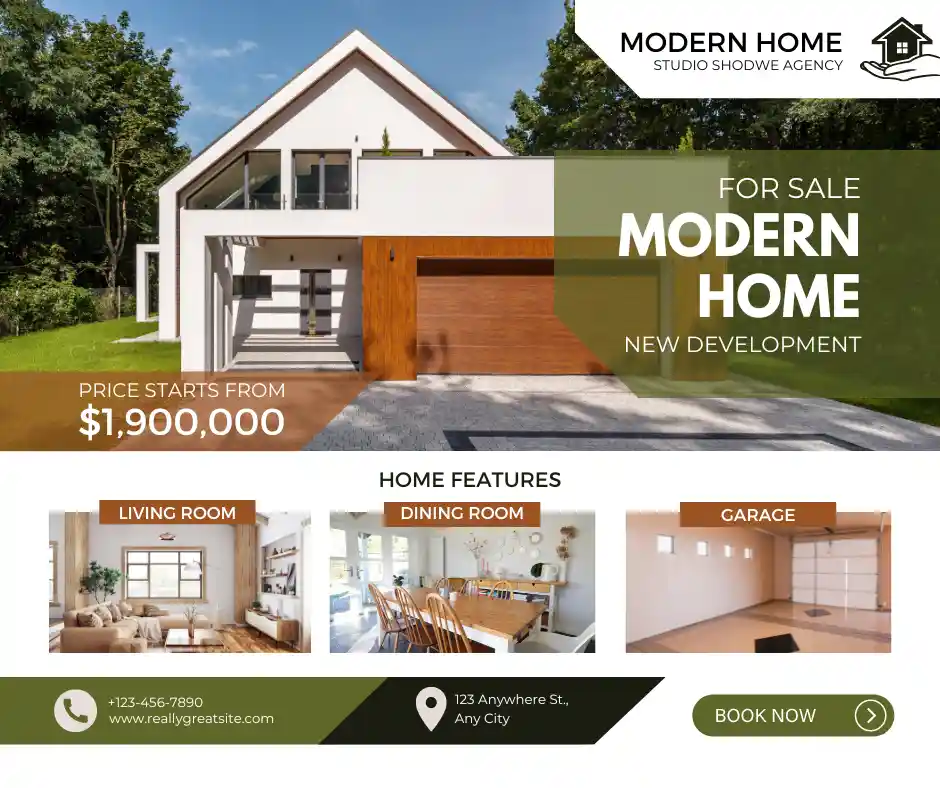 MODERN HOME
STUDIO SHODWE AGENCY
FOR SALE
MODERN
HOME
NEW DEVELOPMENT
PRICE STARTS FROM
$1,900,000
HOME FEATURES
LIVING ROOM
DINING ROOM
GARAGE
+123-456-7890
www.reallygreatsite.com
123 Anywhere St.,
Any City
BOOK NOW